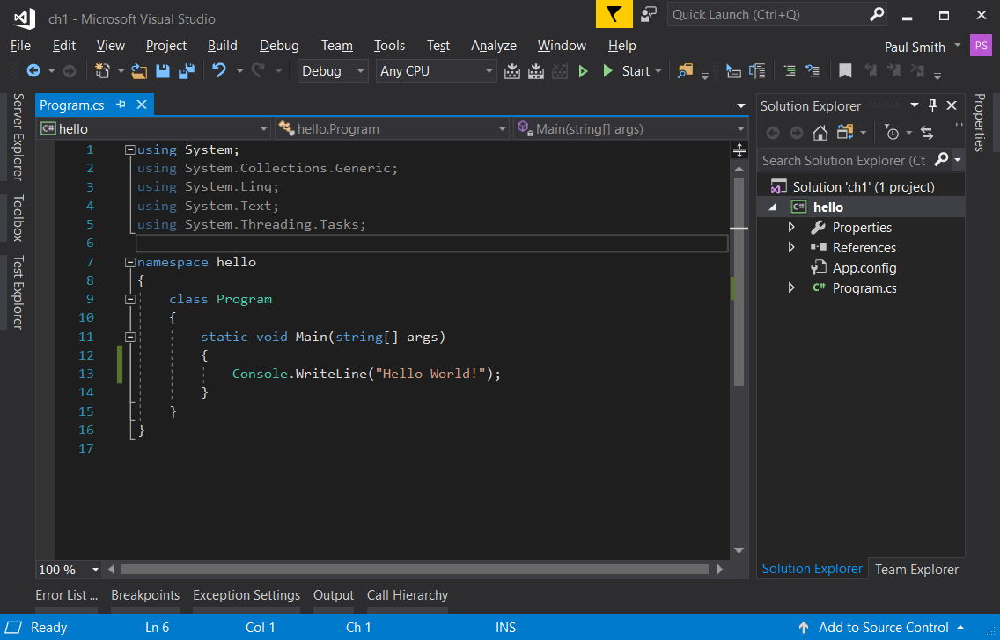 ch1 - Microsoft Visual Studio
Quick Launch (Ctrl+Q)
File Edit View Project Build Debug Team Tools Test Analyze Window Help
Paul Smith PS
Debug Any CPU Start
Server Explorer
Toolbox
Test Explorer
Program.cs
C# hello hello.Program Main(string[] args)
1 using System;
2 using System.Collections.Generic;
3 using System.Linq;
4 using System.Text;
5 using System.Threading.Tasks;
6
7 namespace hello
8 {
9 class Program
10 {
11 static void Main(string[] args)
12 {
13 Console.WriteLine("Hello World!");
14 }
15 }
16 }
17
100 %
Solution Explorer
Search Solution Explorer (Ct
Solution 'ch1' (1 project)
C# hello
Properties
References
App.config
C# Program.cs
Solution Explorer Team Explorer
Properties
Error List ... Breakpoints Exception Settings Output Call Hierarchy
Ready Ln 6 Col 1 Ch 1 INS Add to Source Control